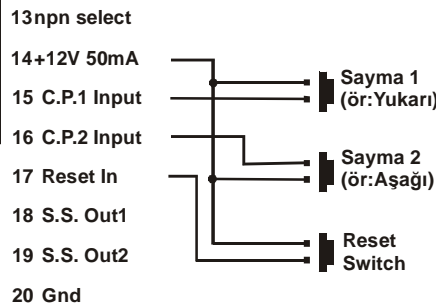 13npn select
14+12V 50mA
15 C.P.1 Input
16 C.P.2 Input
17 Reset In
18 S.S. Out1
19 S.S. Out2
20 Gnd
Sayma 1
(ör:Yukarı)
Sayma 2
(ör:Aşağı)
Reset
Switch